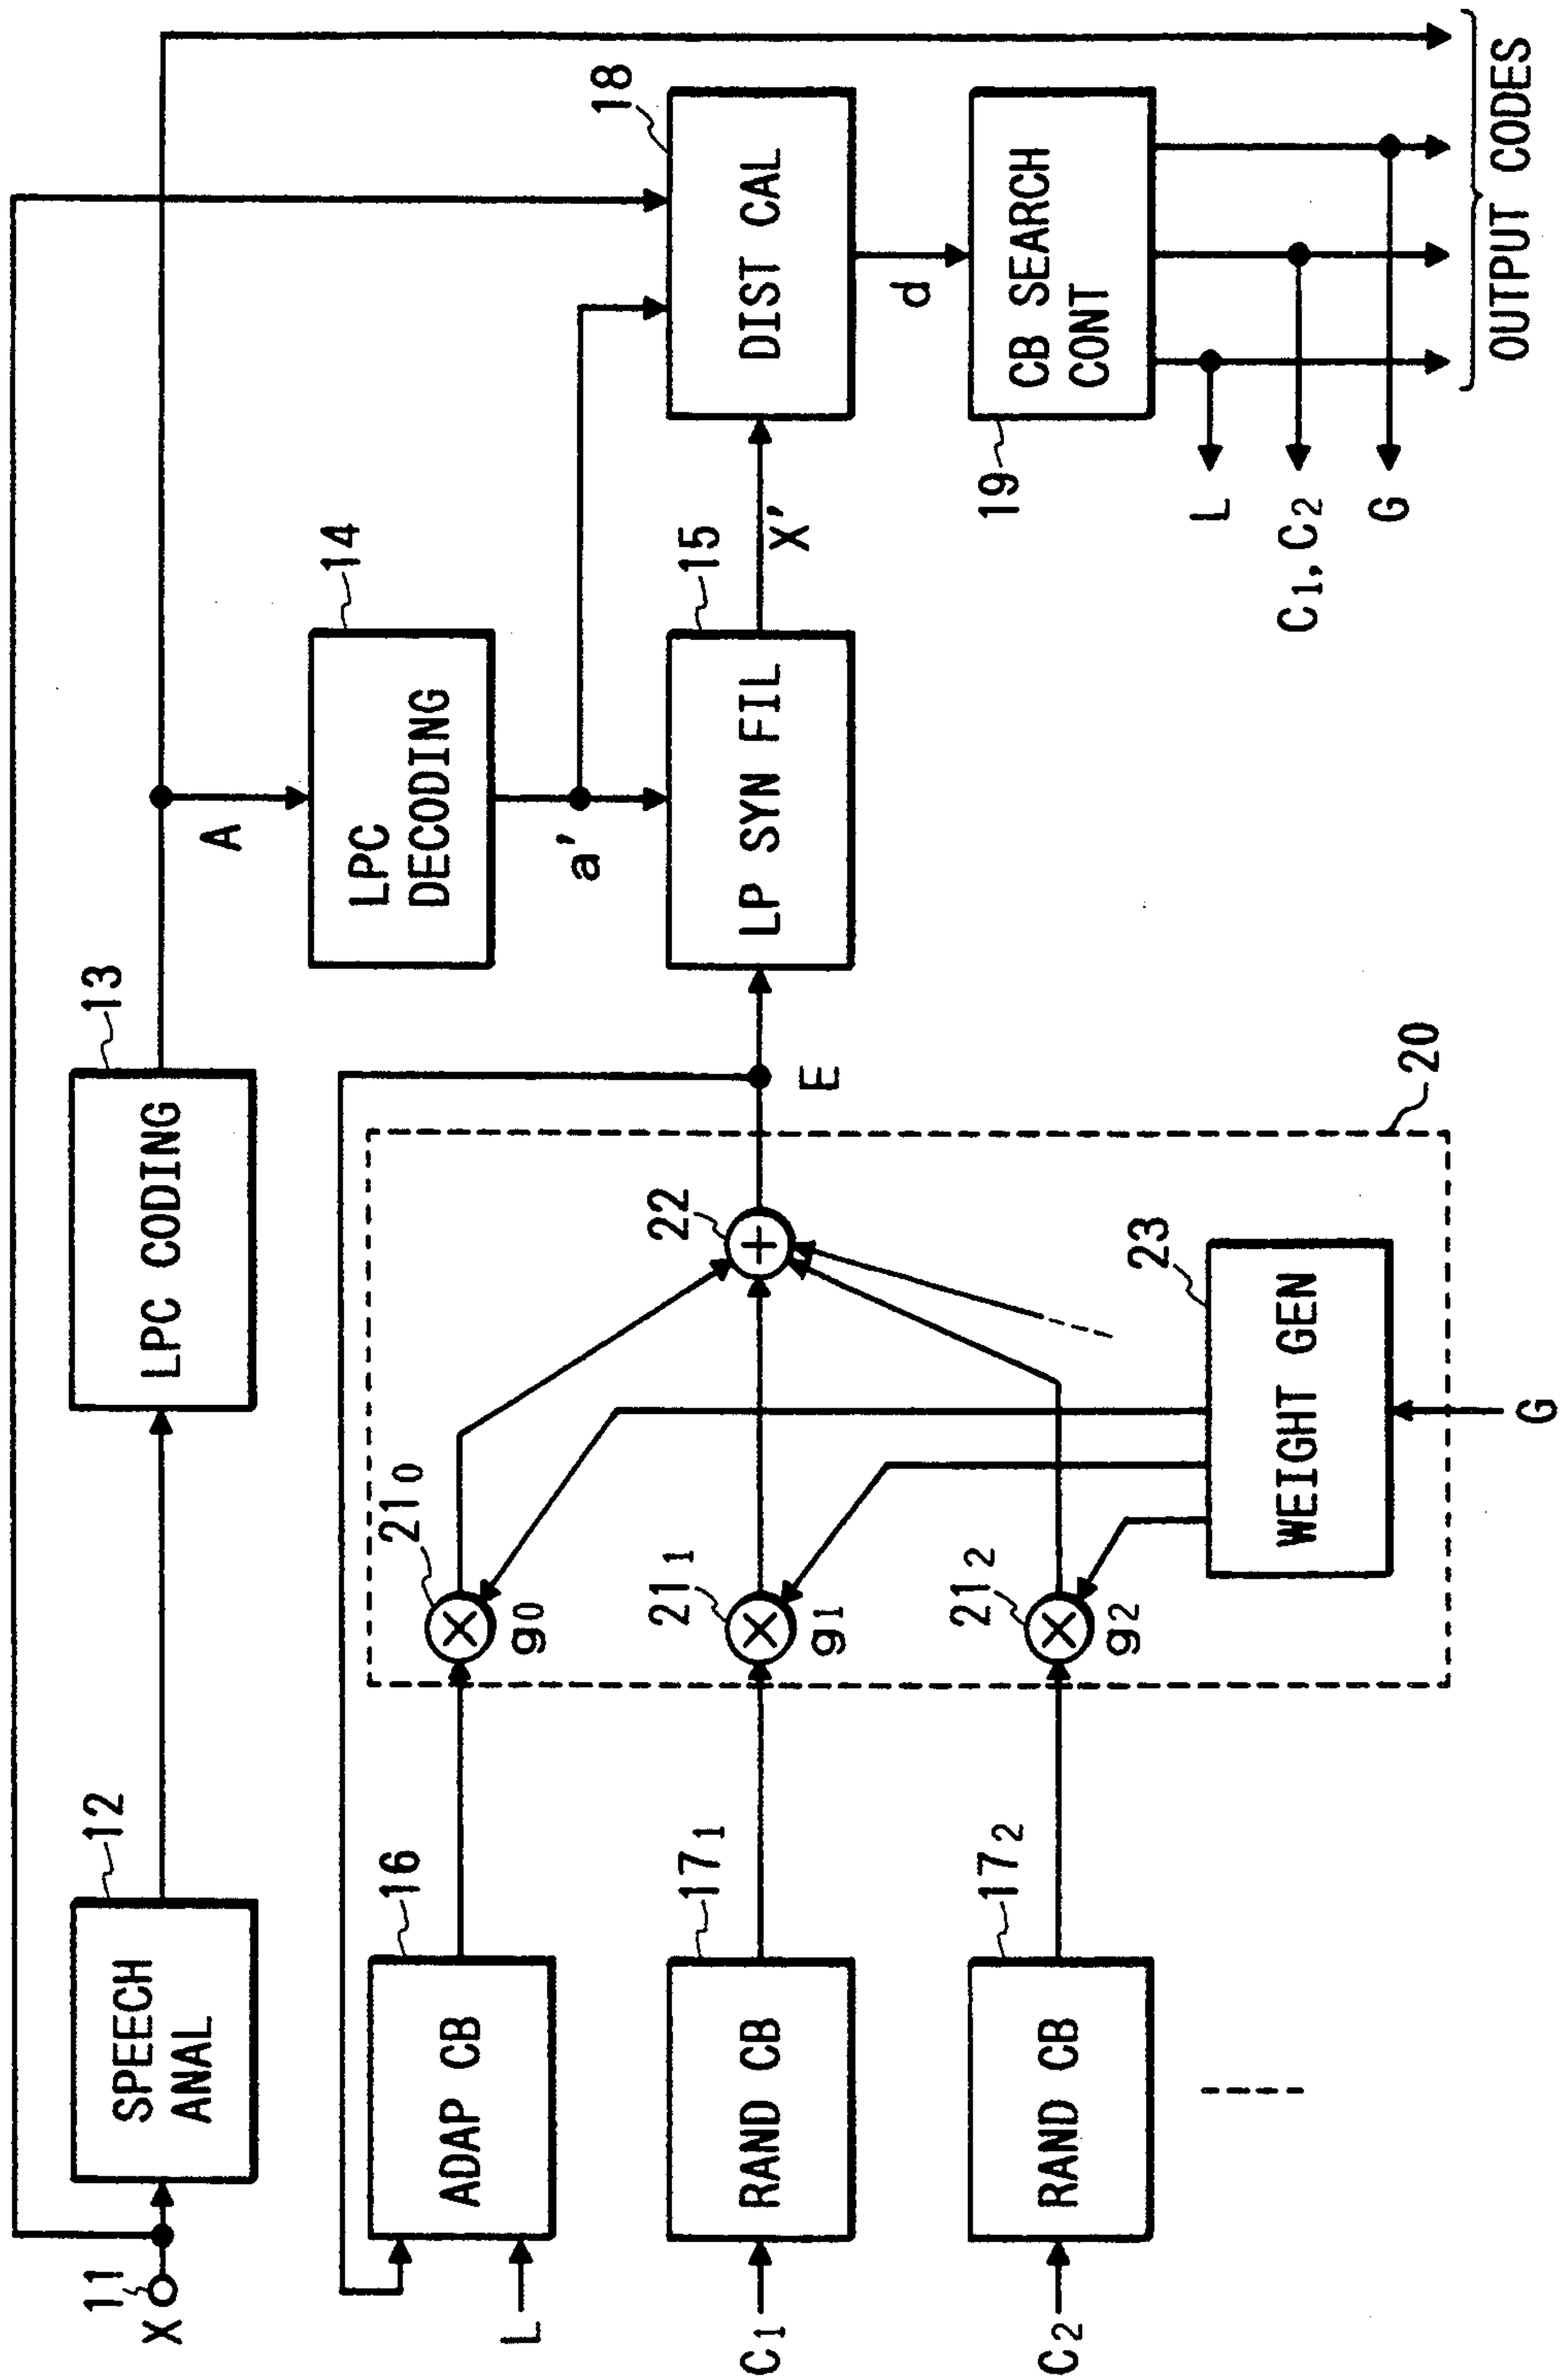 11
X
12
SPEECH
ANAL
13
LPC CODING
A
14
LPC
DECODING
a'
16
ADAP CB
L
21₀
g₀
22
E
15
LP SYN FIL
X'
18
DIST CAL
d
17₁
RAND CB
C₁
21₁
g₁
17₂
RAND CB
C₂
21₂
g₂
23
WEIGHT GEN
G
20
19
CB SEARCH
CONT
L
C₁,C₂
G
OUTPUT CODES